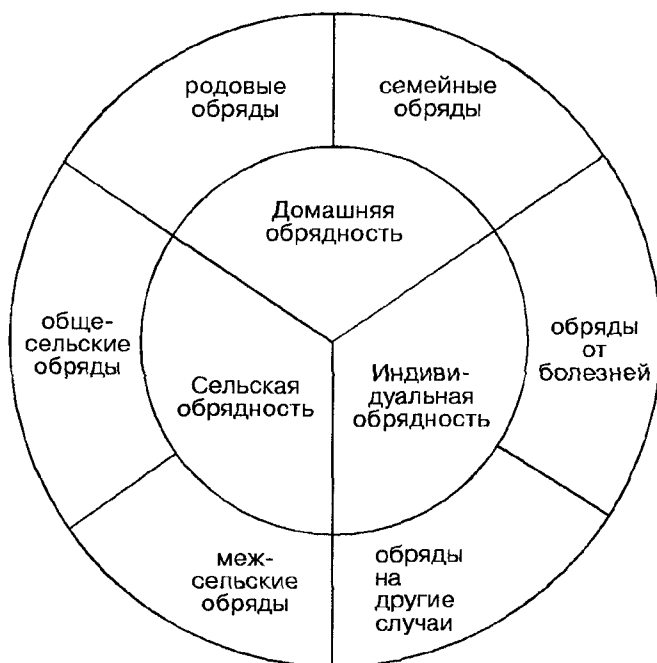 родовые
обряды
семейные
обряды
Домашняя
обрядность
обще-
сельские
обряды
обряды
от
болезней
Сельская
обрядность
Индиви-
дуальная
обрядность
меж-
сельские
обряды
обряды
на
другие
случаи